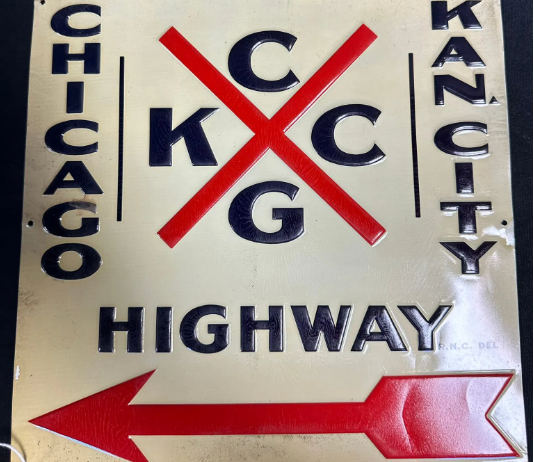 CHICAGO
C
K C
G
KAN. CITY
HIGHWAY
R.H.C. DEL